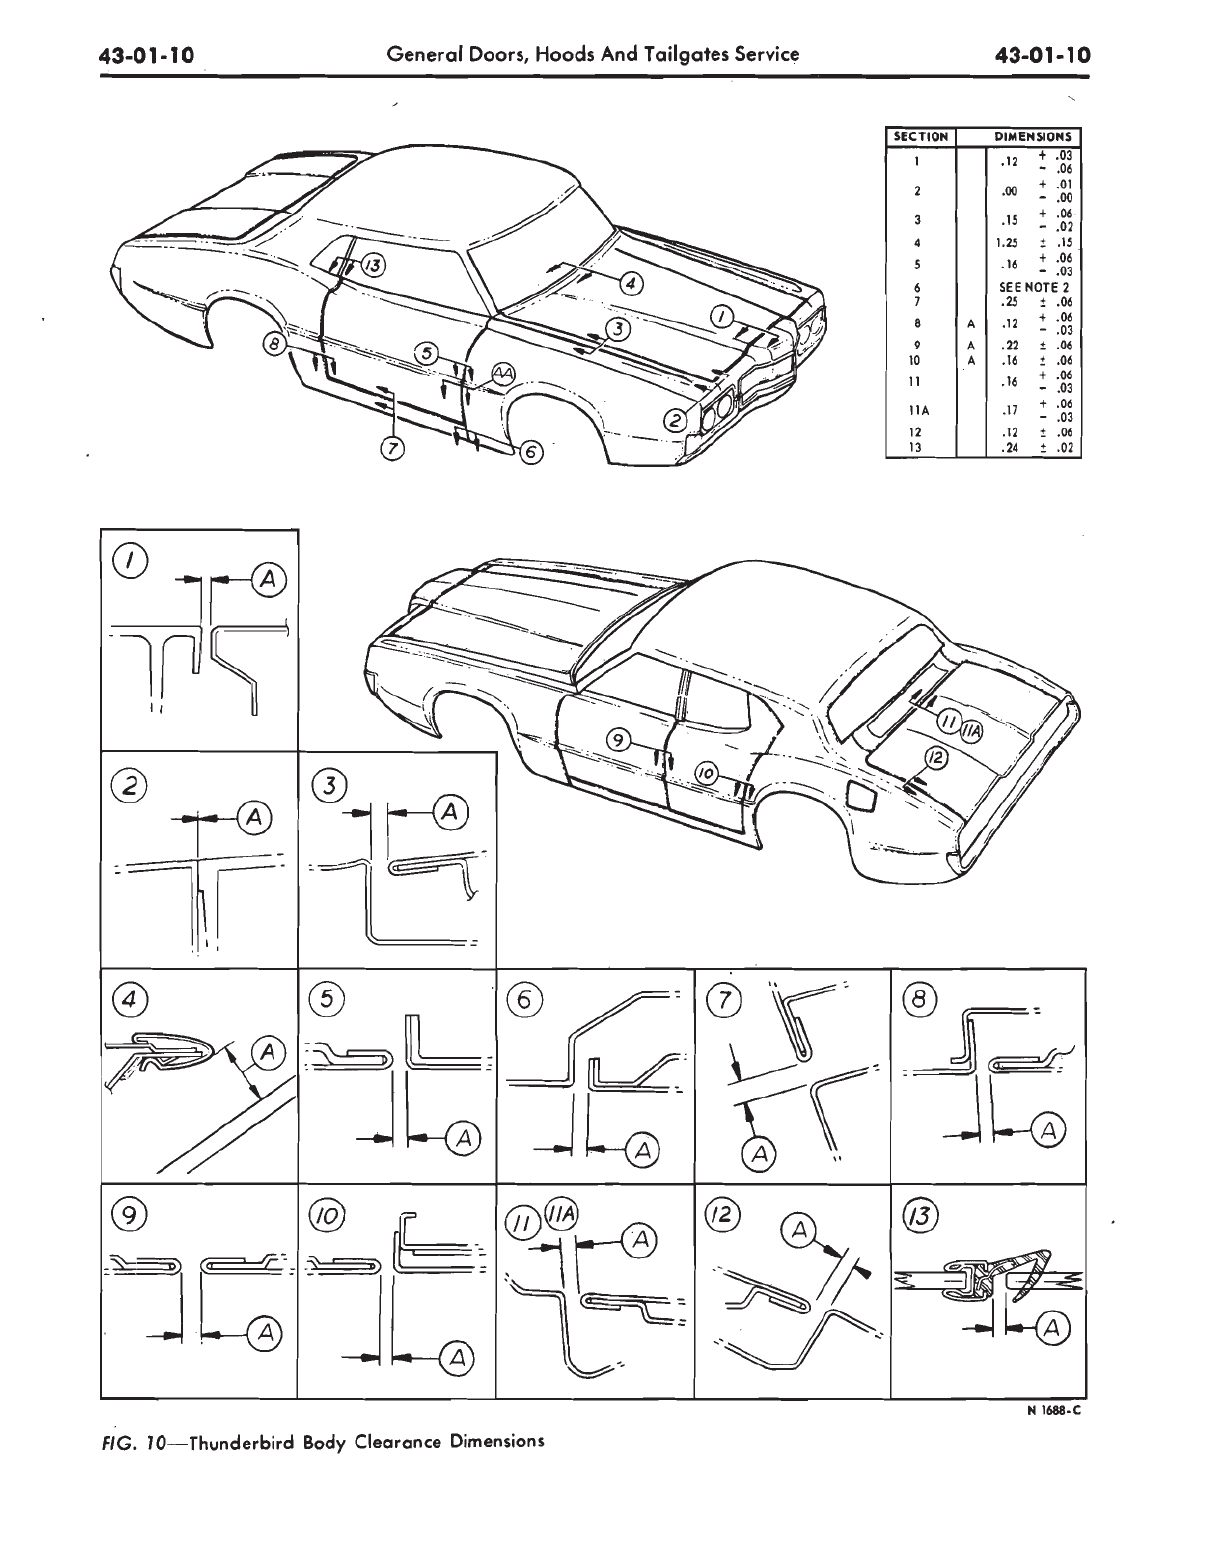 43-01-10 General Doors, Hoods And Tailgates Service 43-01-10
SECTION DIMENSIONS
1 .12 + .03 - .06
2 .00 + .01 - .00
3 .15 + .06 - .02
4 1.25 ± .15
5 .16 + .06 - .03
6 SEE NOTE 2
7 .25 ± .06
8 A .12 + .06 - .03
9 A .22 ± .06
10 A .16 ± .06
11 .16 + .06 - .03
11A .17 + .06 - .03
12 .12 ± .06
13 .24 ± .02
13
4
1
3
8
5
AA
2
7
6
1
A
9
10
11
11A
12
2
A
3
A
4
A
5
A
6
A
7
A
8
A
9
A
10
A
11
11A
A
12
A
13
A
N 1688-C
FIG. 10—Thunderbird Body Clearance Dimensions